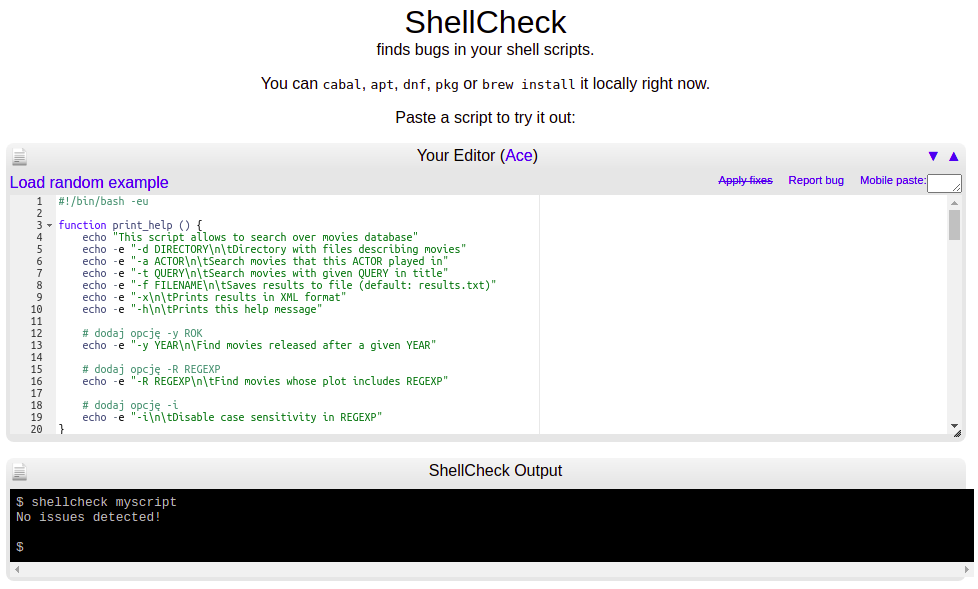 ShellCheck
finds bugs in your shell scripts.
You can cabal, apt, dnf, pkg or brew install it locally right now.
Paste a script to try it out:
Your Editor (Ace) ▼ ▲
Load random example Apply fixes Report bug Mobile paste:
1 #!/bin/bash -eu
2
3 function print_help () {
4     echo "This script allows to search over movies database"
5     echo -e "-d DIRECTORY\n\tDirectory with files describing movies"
6     echo -e "-a ACTOR\n\tSearch movies that this ACTOR played in"
7     echo -e "-t QUERY\n\tSearch movies with given QUERY in title"
8     echo -e "-f FILENAME\n\tSaves results to file (default: results.txt)"
9     echo -e "-x\n\tPrints results in XML format"
10     echo -e "-h\n\tPrints this help message"
11
12     # dodaj opcję -y ROK
13     echo -e "-y YEAR\n\Find movies released after a given YEAR"
14
15     # dodaj opcję -R REGEXP
16     echo -e "-R REGEXP\n\tFind movies whose plot includes REGEXP"
17
18     # dodaj opcję -i
19     echo -e "-i\n\tDisable case sensitivity in REGEXP"
20 }
ShellCheck Output
$ shellcheck myscript
No issues detected!
$